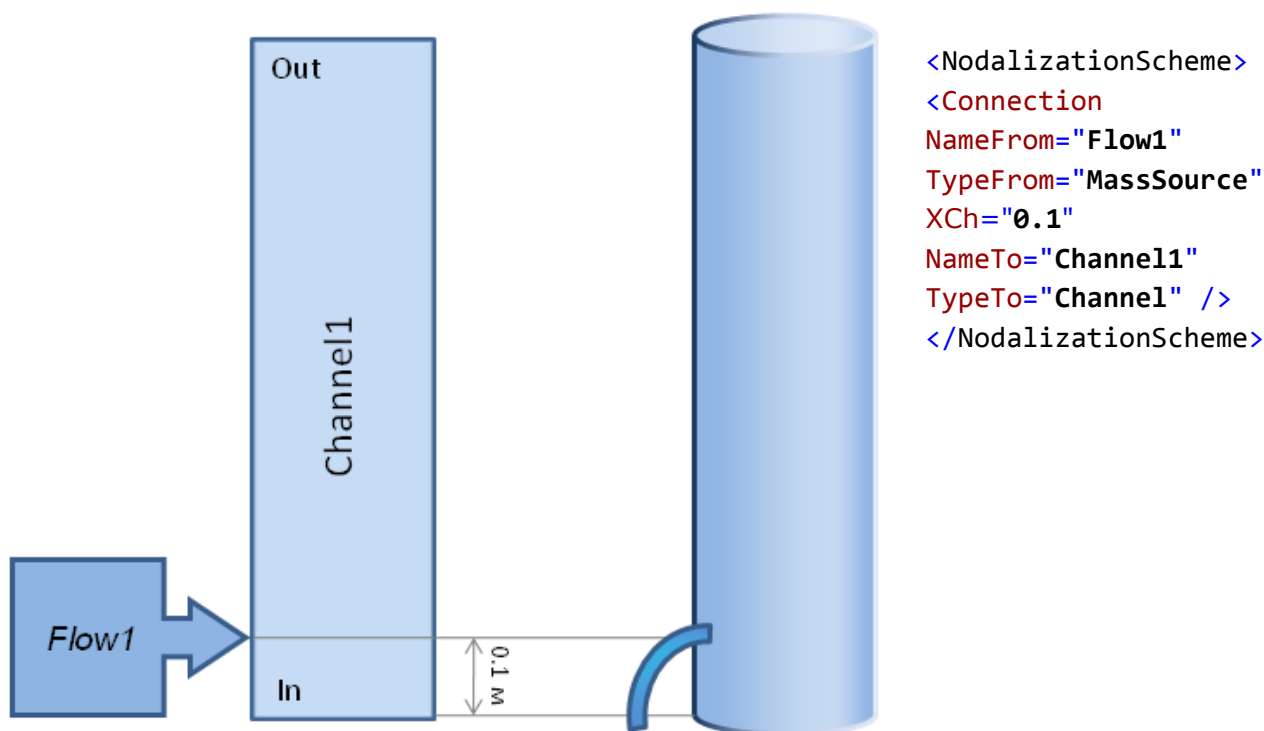 Out
Channel1
Flow1
In
0.1 м
<NodalizationScheme>
<Connection
NameFrom="Flow1"
TypeFrom="MassSource"
XCh="0.1"
NameTo="Channel1"
TypeTo="Channel" />
</NodalizationScheme>